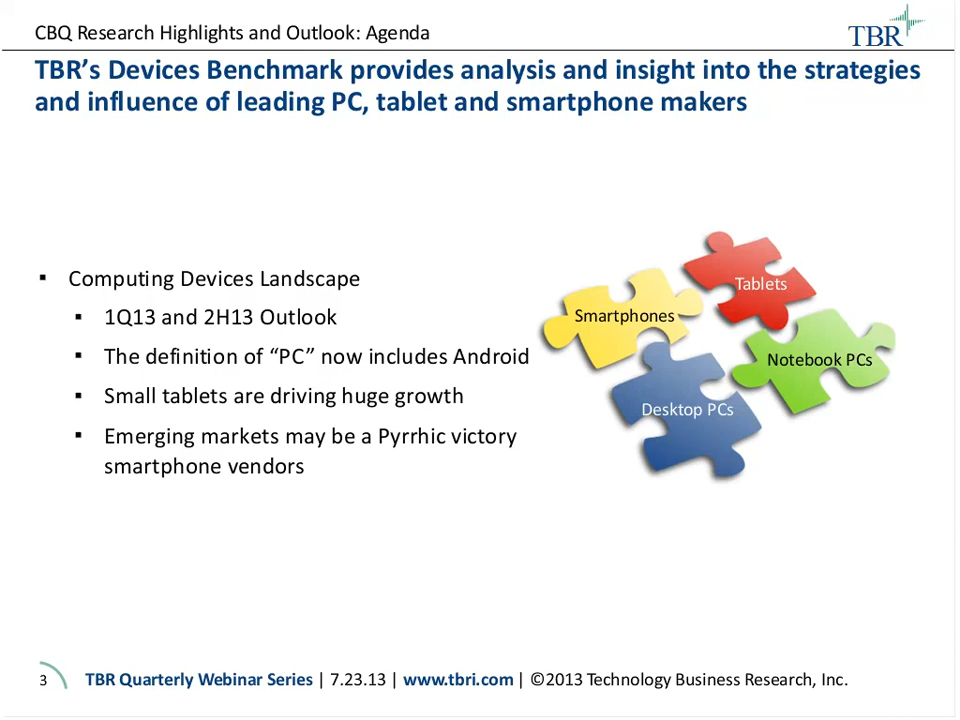 CBQ Research Highlights and Outlook: Agenda
TBR
TBR’s Devices Benchmark provides analysis and insight into the strategies
and influence of leading PC, tablet and smartphone makers
▪ Computing Devices Landscape
▪ 1Q13 and 2H13 Outlook
▪ The definition of “PC” now includes Android
▪ Small tablets are driving huge growth
▪ Emerging markets may be a Pyrrhic victory
smartphone vendors
Tablets
Smartphones
Notebook PCs
Desktop PCs
3 TBR Quarterly Webinar Series | 7.23.13 | www.tbri.com | ©2013 Technology Business Research, Inc.